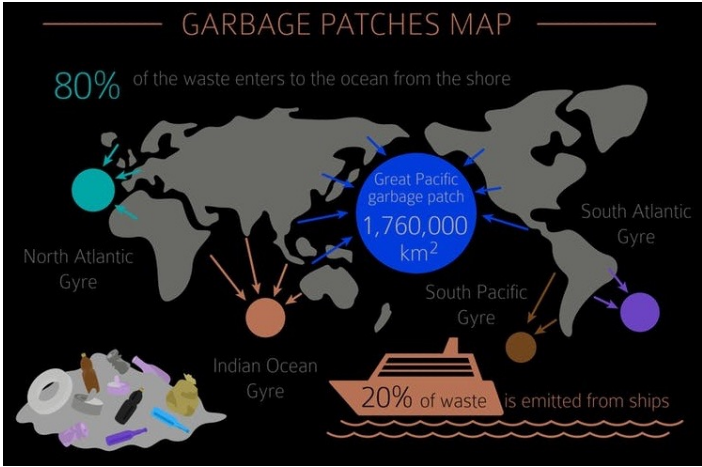 GARBAGE PATCHES MAP
80% of the waste enters to the ocean from the shore
Great Pacific
garbage patch
1,760,000
km²
South Atlantic
Gyre
North Atlantic
Gyre
South Pacific
Gyre
Indian Ocean
Gyre
20% of waste is emitted from ships